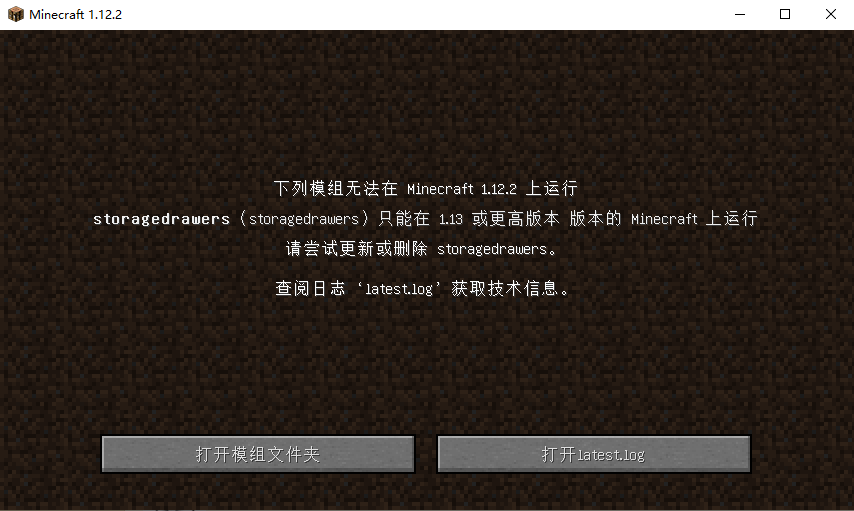 Minecraft 1.12.2
下列模组无法在 Minecraft 1.12.2 上运行
storagedrawers（storagedrawers）只能在 1.13 或更高版本 版本的 Minecraft 上运行
请尝试更新或删除 storagedrawers。
查阅日志‘latest.log’获取技术信息。
打开模组文件夹
打开latest.log